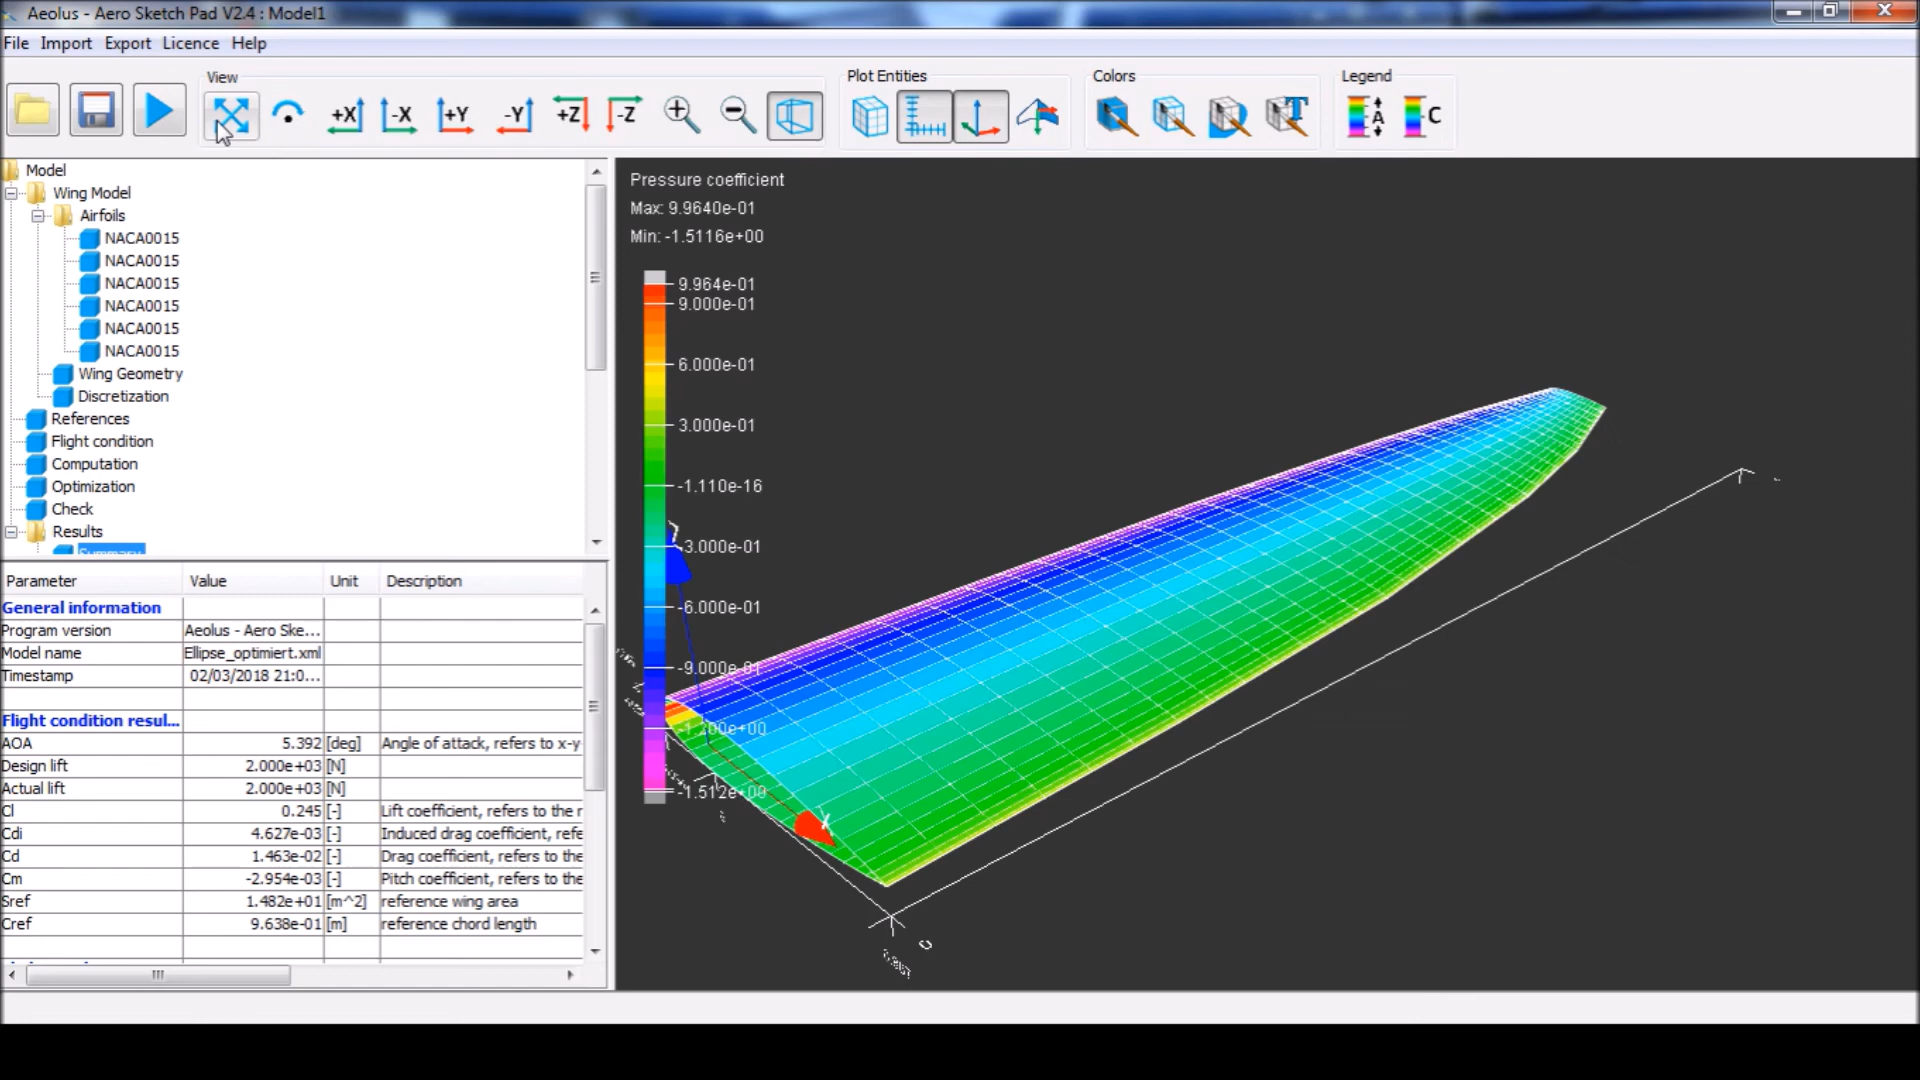 Aeolus - Aero Sketch Pad V2.4 : Model1
File Import Export Licence Help
View Plot Entities Colors Legend
+X -X +Y -Y +Z -Z T A C
Model
Wing Model
Airfoils
NACA0015
NACA0015
NACA0015
NACA0015
NACA0015
NACA0015
Wing Geometry
Discretization
References
Flight condition
Computation
Optimization
Check
Results
Summary
Parameter Value Unit Description
General information
Program version Aeolus - Aero Ske...
Model name Ellipse_optimiert.xml
Timestamp 02/03/2018 21:0...
Flight condition resul...
AOA 5.392 [deg] Angle of attack, refers to x-y
Design lift 2.000e+03 [N]
Actual lift 2.000e+03 [N]
Cl 0.245 [-] Lift coefficient, refers to the r
Cdi 4.627e-03 [-] Induced drag coefficient, refe
Cd 1.463e-02 [-] Drag coefficient, refers to the
Cm -2.954e-03 [-] Pitch coefficient, refers to the
Sref 1.482e+01 [m^2] reference wing area
Cref 9.638e-01 [m] reference chord length
Pressure coefficient
Max: 9.9640e-01
Min: -1.5116e+00
9.964e-01
9.000e-01
6.000e-01
3.000e-01
-1.110e-16
-3.000e-01
-6.000e-01
-9.000e-01
-1.200e+00
-1.512e+00
X